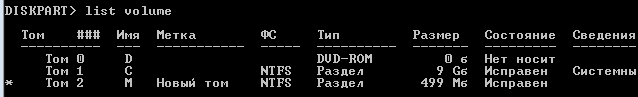 DISKPART> list volume
Том ### Имя Метка ФС Тип Размер Состояние Сведения
---------- --- ----------- ----- ---------- ------- --------- --------
Том 0 D DVD-ROM 0 б Нет носит
Том 1 C NTFS Раздел 9 Gб Исправен Системны
* Том 2 M Новый том NTFS Раздел 499 Mб Исправен